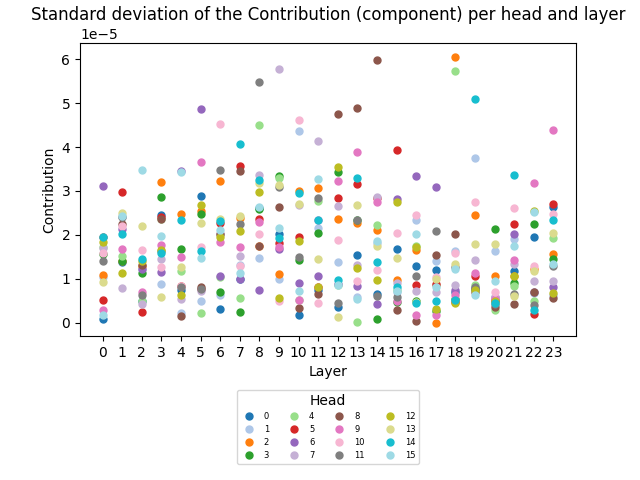 Standard deviation of the Contribution (component) per head and layer
1e−5
6
5
4
3
2
1
0
Contribution
0 1 2 3 4 5 6 7 8 9 10 11 12 13 14 15 16 17 18 19 20 21 22 23
Layer
Head
0 4 8 12
1 5 9 13
2 6 10 14
3 7 11 15